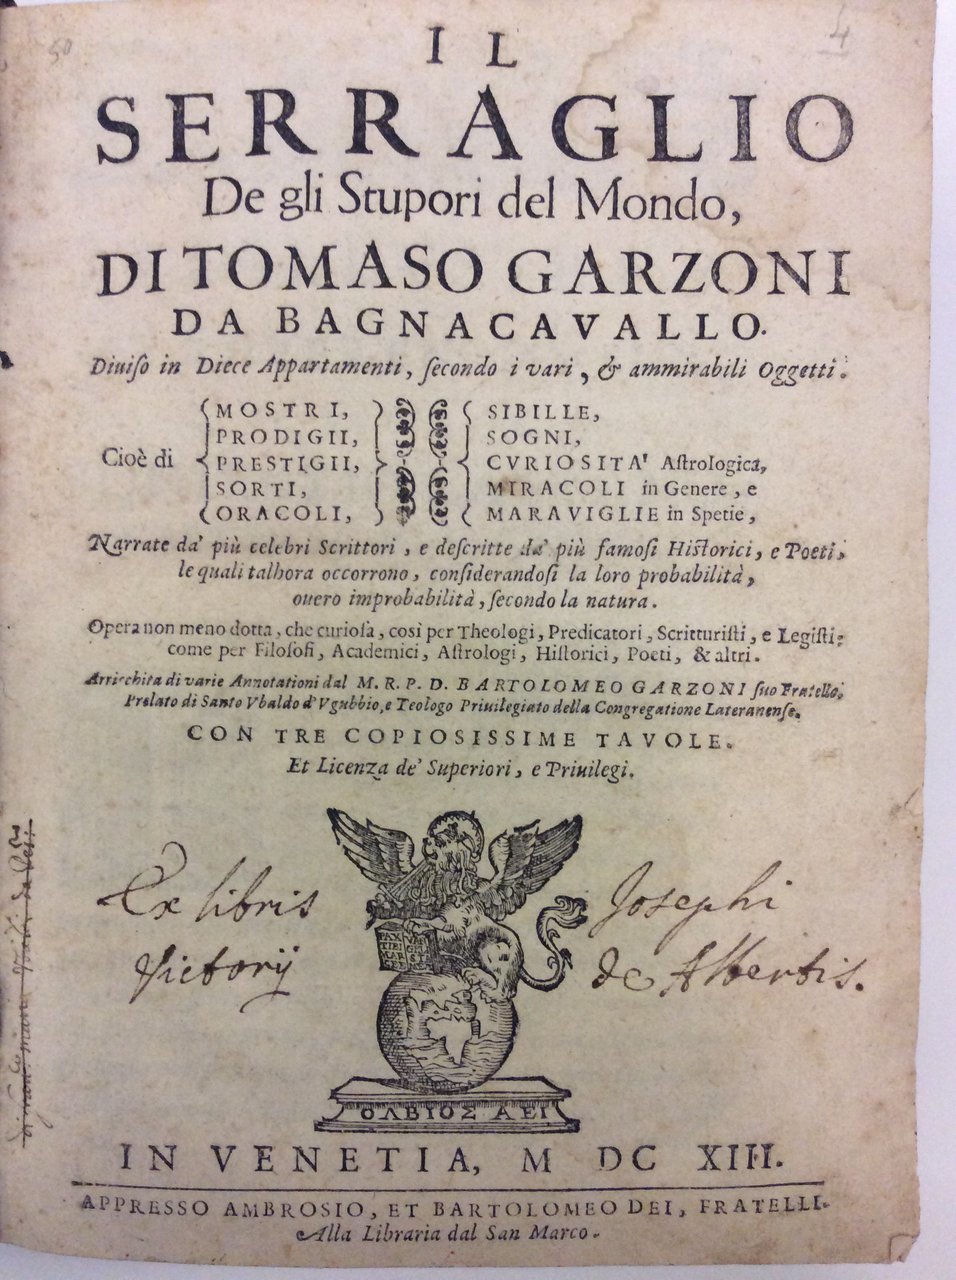 50
4
IL
SERRAGLIO
De gli Stupori del Mondo,
DI TOMASO GARZONI
DA BAGNACAVALLO.
Diuiſo in Diece Appartamenti, ſecondo i vari, & ammirabili Oggetti.
Cioè di
MOSTRI,
PRODIGII,
PRESTIGII,
SORTI,
ORACOLI,
SIBILLE,
SOGNI,
CVRIOSITA' Aſtrologica,
MIRACOLI in Genere, e
MARAVIGLIE in Spetie,
Narrate da' più celebri Scrittori, e deſcritte da' più famoſi Hiſtorici, e Poeti,
le quali talhora occorrono, conſiderandoſi la loro probabilità,
ouero improbabilità, ſecondo la natura.
Opera non meno dotta, che curioſa, così per Theologi, Predicatori, Scritturiſti, e Legiſti:
come per Filoſofi, Academici, Aſtrologi, Hiſtorici, Poeti, & altri.
Arricchita di varie Annotationi dal M. R. P. D. BARTOLOMEO GARZONI ſuo Fratello,
Prelato di Santo Vbaldo d'Vgubbio, e Teologo Priuilegiato della Congregatione Lateranenſe.
CON TRE COPIOSISSIME TAVOLE.
Et Licenza de' Superiori, e Priuilegi.
Ex libris Josephi
Victorij de Albertis.
PAX
TIBI
MAR
CE
ΟΛΒΙΟΣ ΑΕΙ
IN VENETIA, M DC XIII.
APPRESSO AMBROSIO, ET BARTOLOMEO DEI, FRATELLI.
Alla Libraria dal San Marco.